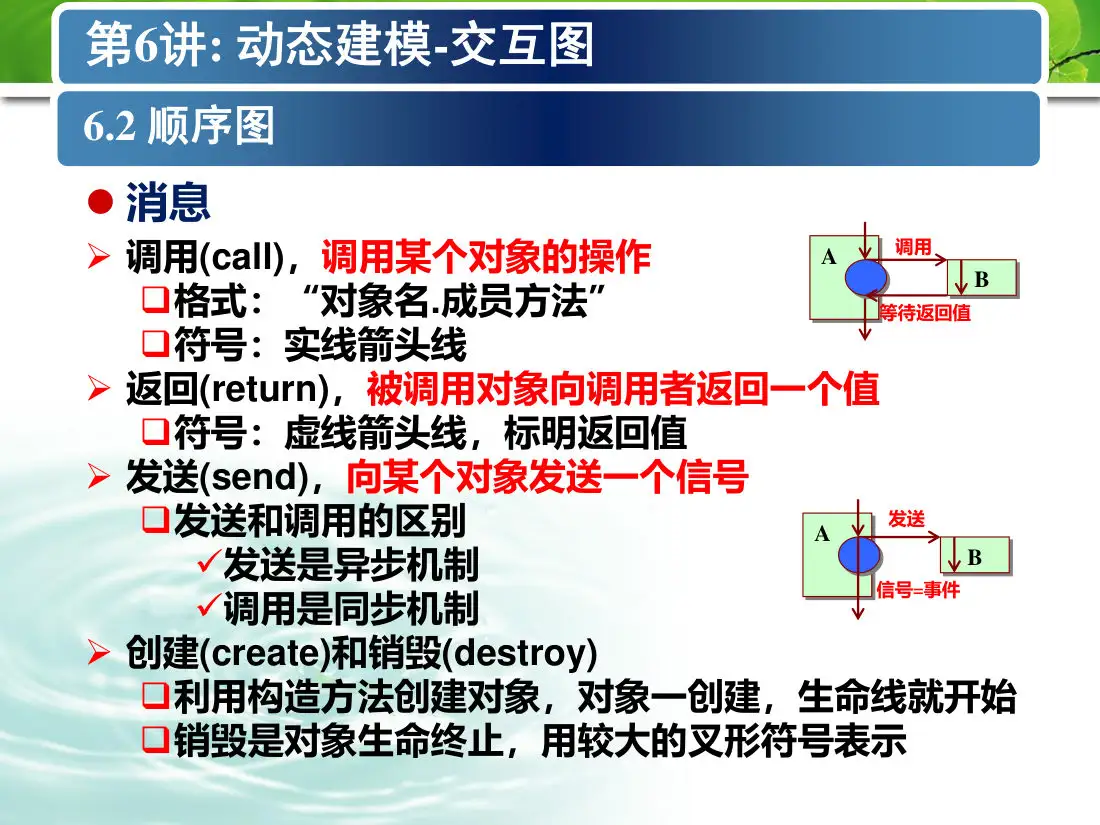 第6讲: 动态建模-交互图
6.2 顺序图
消息
调用(call)，调用某个对象的操作
格式：“对象名.成员方法”
符号：实线箭头线
返回(return)，被调用对象向调用者返回一个值
符号：虚线箭头线，标明返回值
发送(send)，向某个对象发送一个信号
发送和调用的区别
发送是异步机制
调用是同步机制
创建(create)和销毁(destroy)
利用构造方法创建对象，对象一创建，生命线就开始
销毁是对象生命终止，用较大的叉形符号表示
A
调用
B
等待返回值
A
发送
B
信号=事件